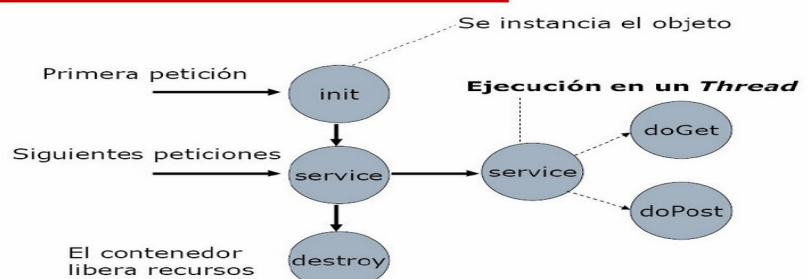 Se instancia el objeto
Primera petición
init
Ejecución en un Thread
doGet
Siguientes peticiones
service
service
doPost
El contenedor
libera recursos
destroy